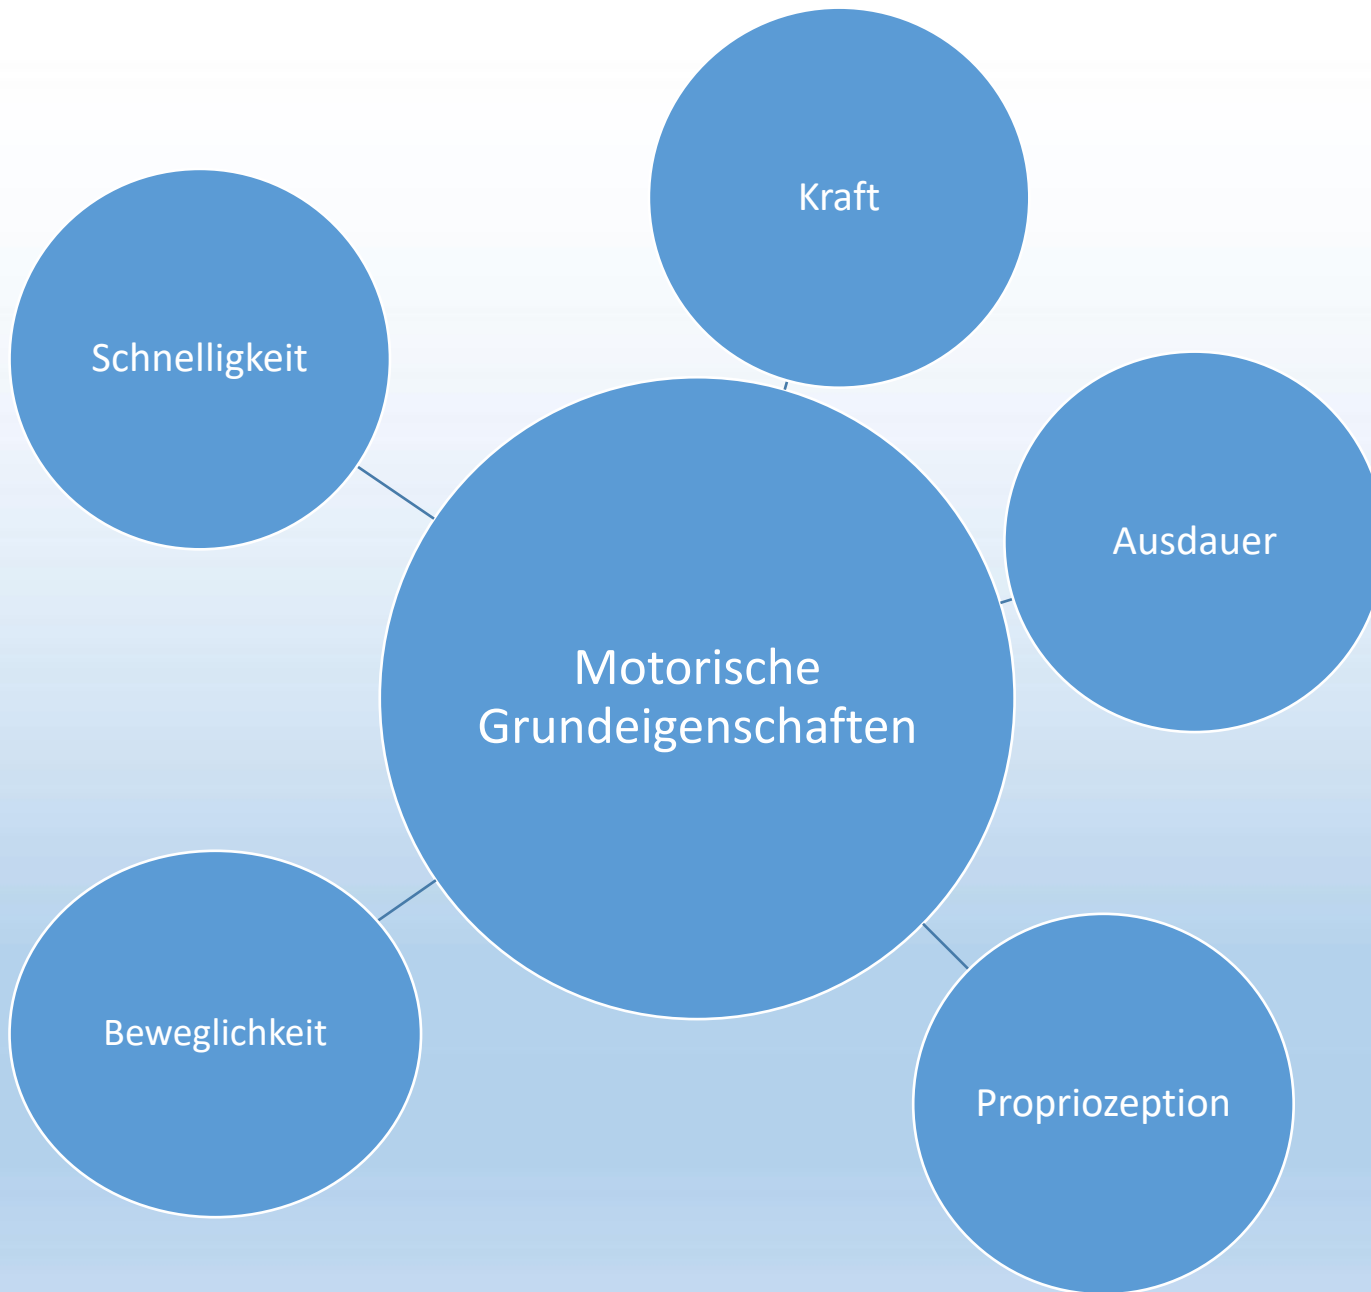 Kraft
Schnelligkeit
Ausdauer
Motorische
Grundeigenschaften
Beweglichkeit
Propriozeption